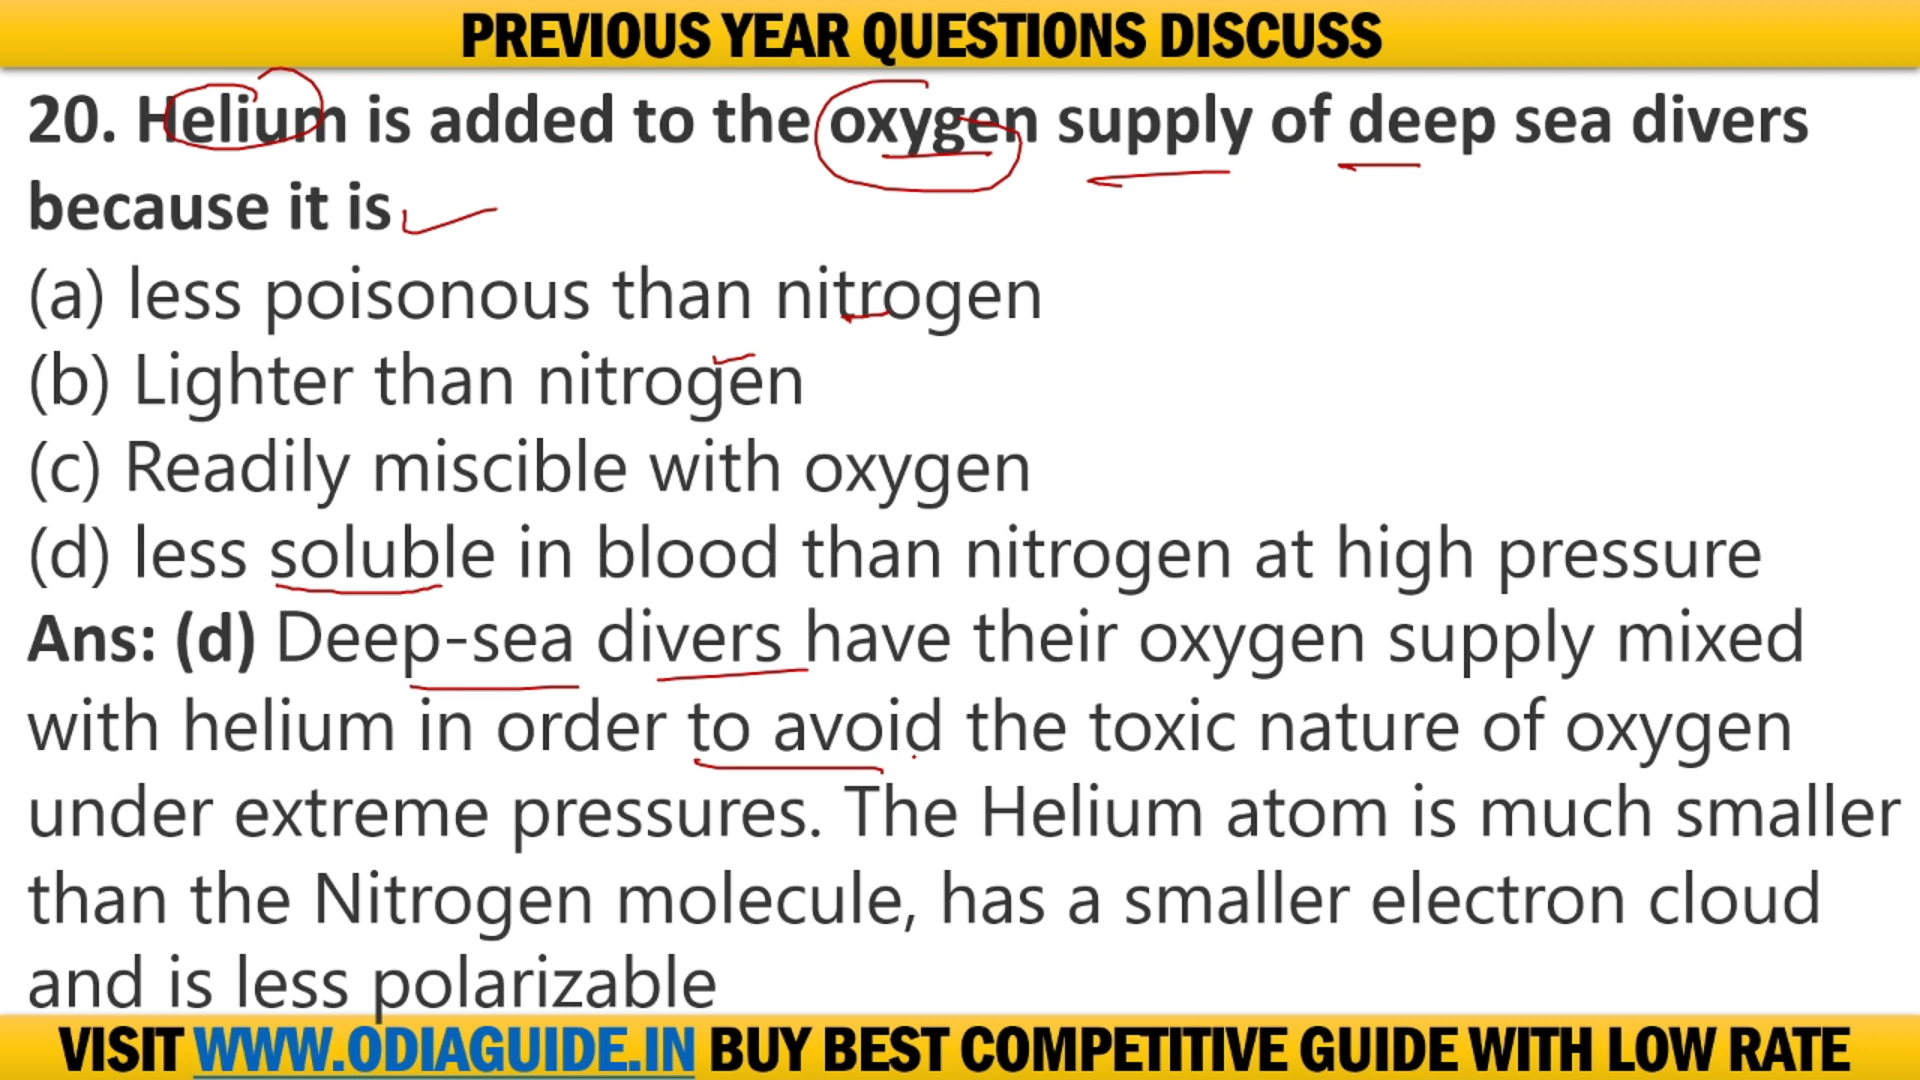 PREVIOUS YEAR QUESTIONS DISCUSS
20. Helium is added to the oxygen supply of deep sea divers
because it is
(a) less poisonous than nitrogen
(b) Lighter than nitrogen
(c) Readily miscible with oxygen
(d) less soluble in blood than nitrogen at high pressure
Ans: (d) Deep-sea divers have their oxygen supply mixed
with helium in order to avoid the toxic nature of oxygen
under extreme pressures. The Helium atom is much smaller
than the Nitrogen molecule, has a smaller electron cloud
and is less polarizable
VISIT WWW.ODIAGUIDE.IN BUY BEST COMPETITIVE GUIDE WITH LOW RATE